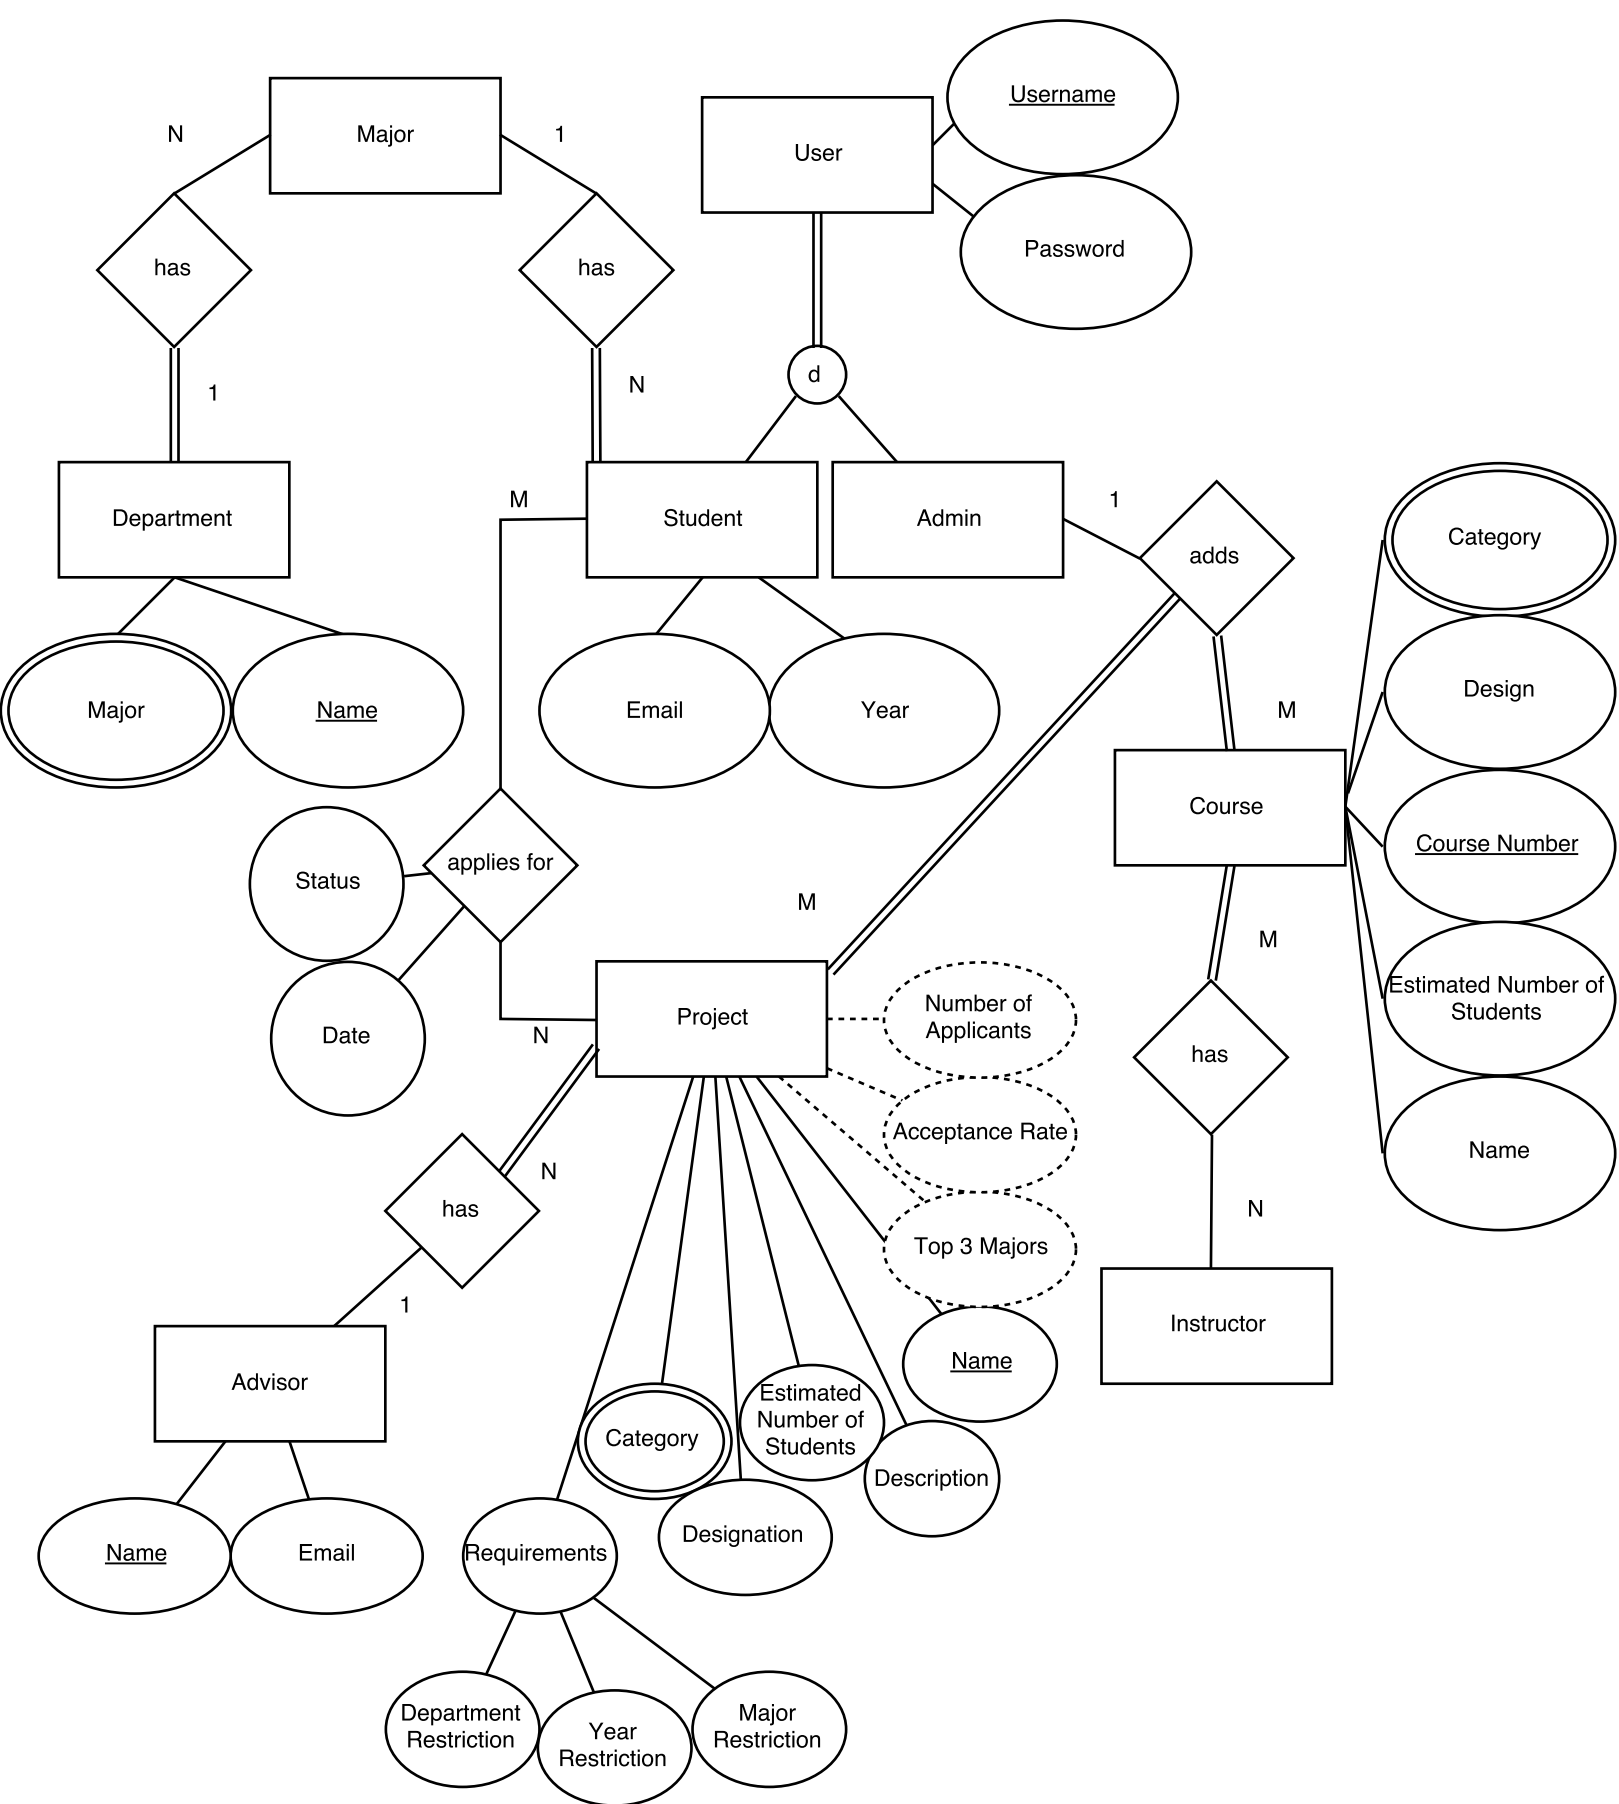 Username
N
Major
1
User
Password
has
has
d
1
N
M
1
Department
Student
Admin
adds
Category
Design
Major
Name
Email
Year
M
Course
Course Number
applies for
Status
M
M
Estimated Number of
Students
Number of
Applicants
Project
Date
N
has
Acceptance Rate
Name
N
has
N
Top 3 Majors
1
Instructor
Name
Advisor
Estimated
Number of
Students
Category
Description
Designation
Name
Email
Requirements
Department
Restriction
Year
Restriction
Major
Restriction